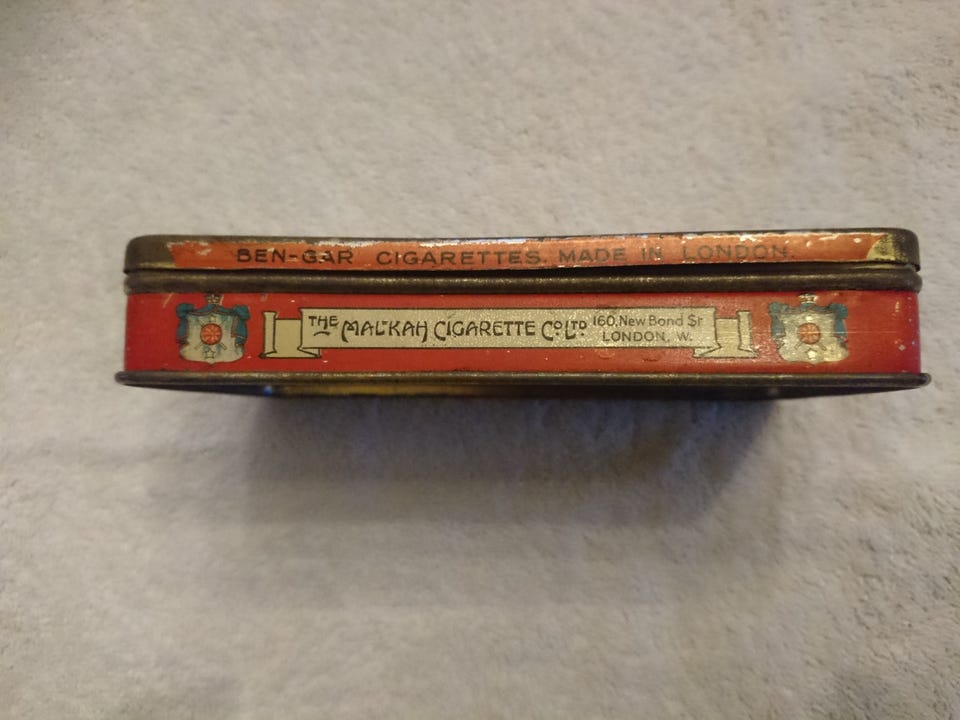 BEN-GAR CIGARETTES. MADE IN LONDON.
THE MAL'KAH CIGARETTE Co LTD 160, New Bond St
LONDON, W.